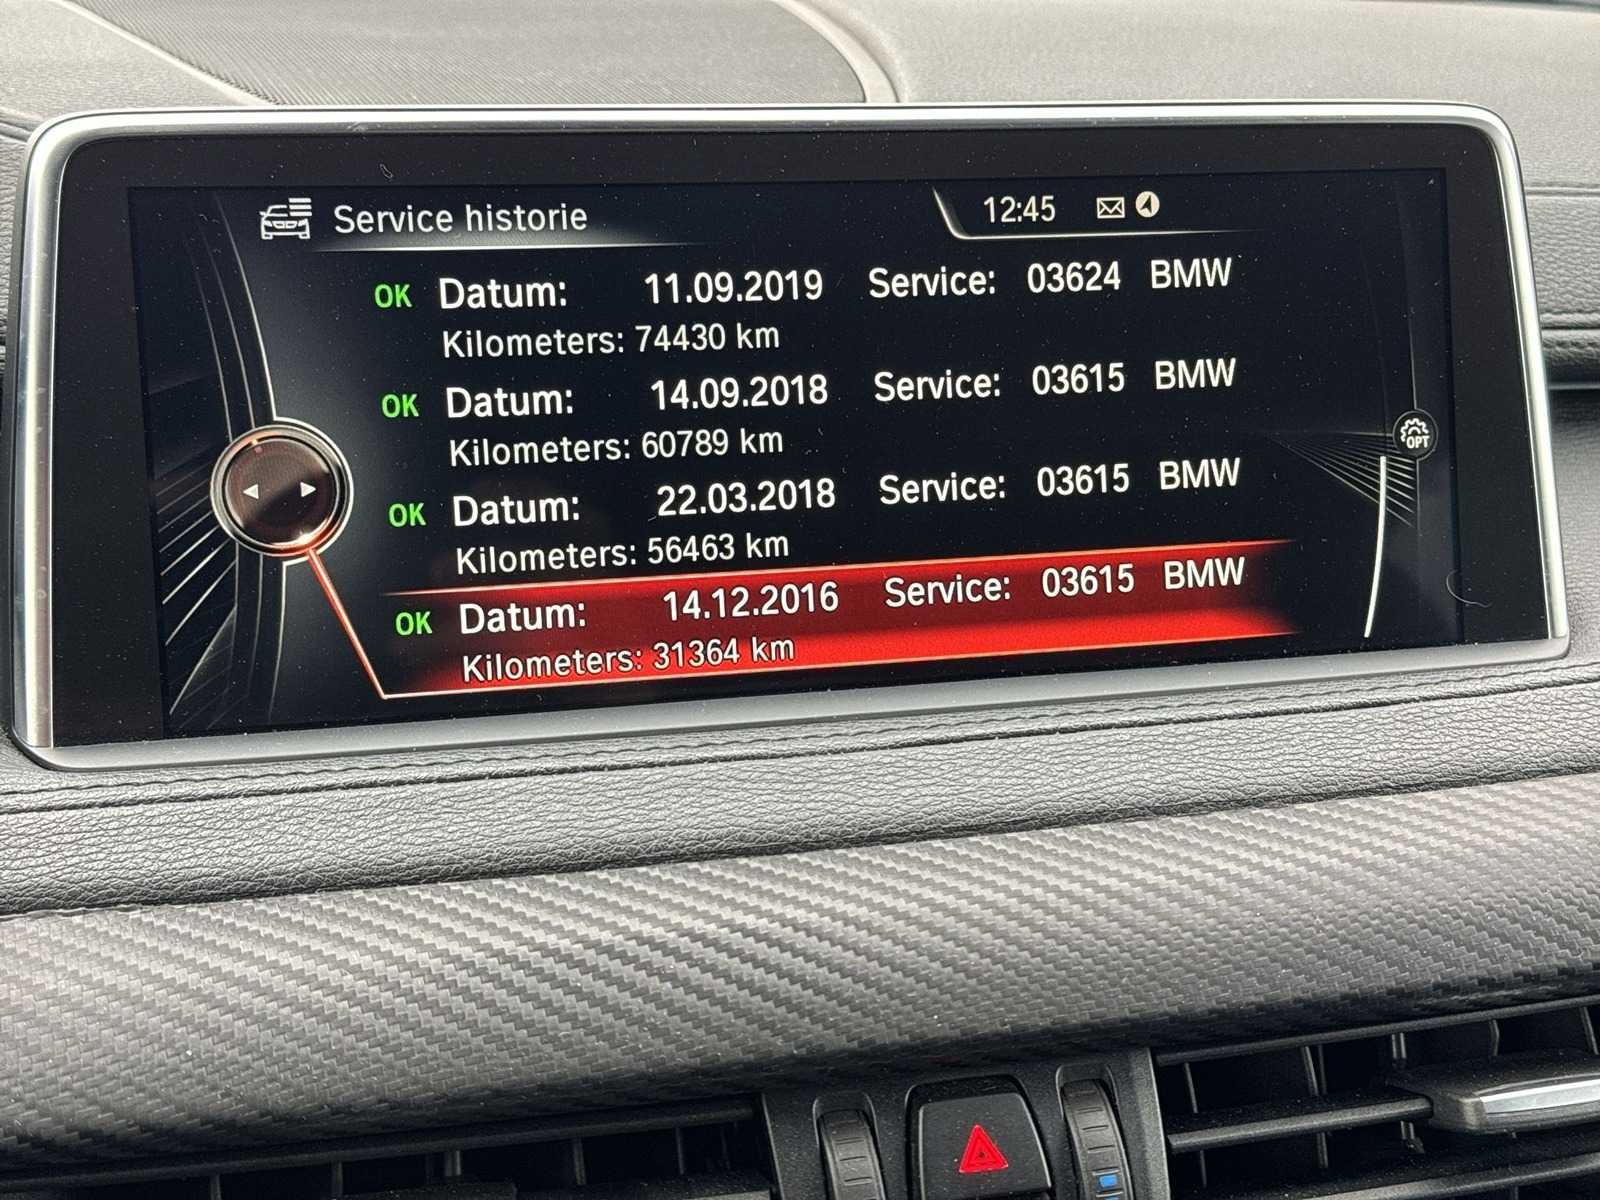 Service historie 12:45
OK Datum: 11.09.2019 Service: 03624 BMW
Kilometers: 74430 km
OK Datum: 14.09.2018 Service: 03615 BMW
Kilometers: 60789 km
OPT
OK Datum: 22.03.2018 Service: 03615 BMW
Kilometers: 56463 km
OK Datum: 14.12.2016 Service: 03615 BMW
Kilometers: 31364 km